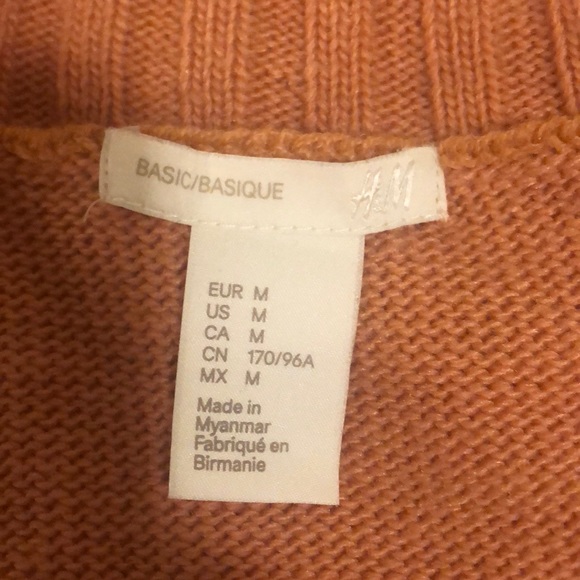 BASIC/BASIQUE
H&M
EUR M
US M
CA M
CN 170/96A
MX M
Made in
Myanmar
Fabriqué en
Birmanie